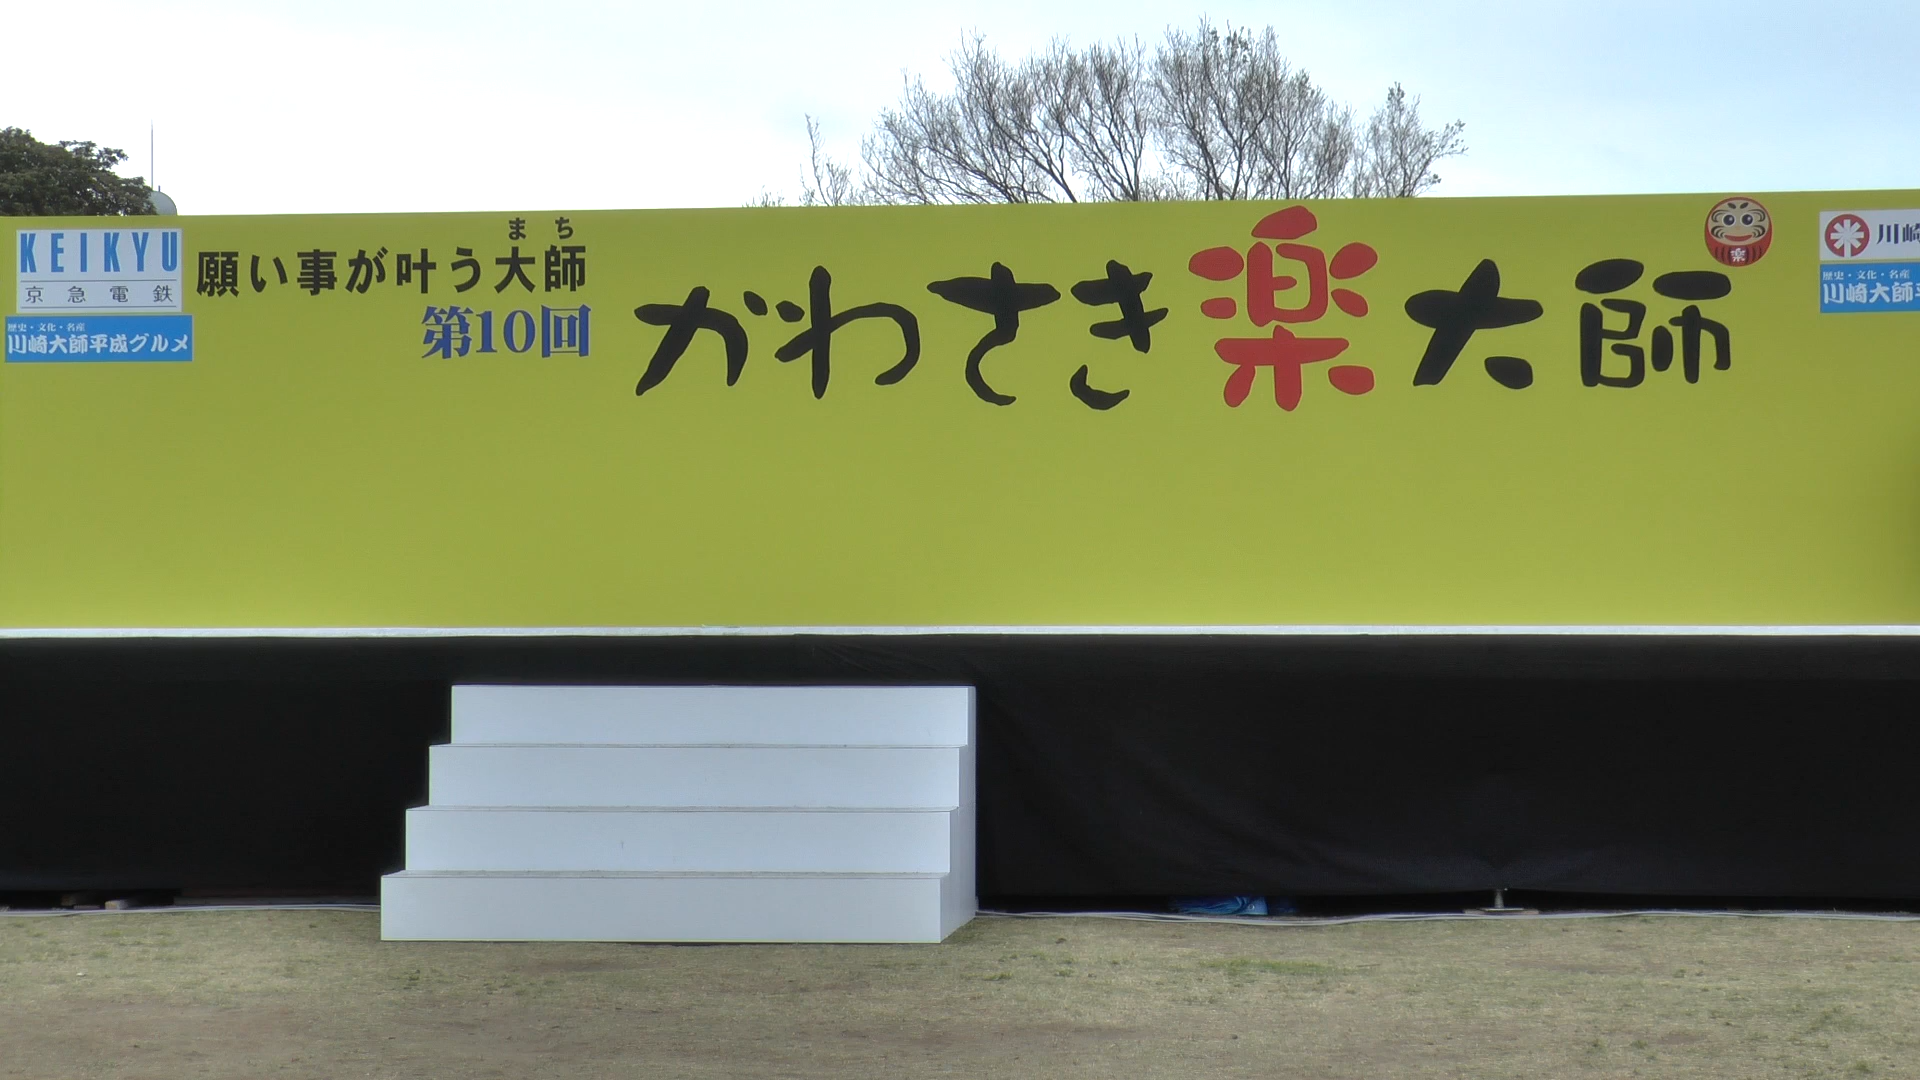 KEIKYU
京急電鉄
歴史・文化・名産
川崎大師平成グルメ
まち
願い事が叶う大師
第10回
かわさき楽大師
楽
川崎
歴史・文化・名産
川崎大師平